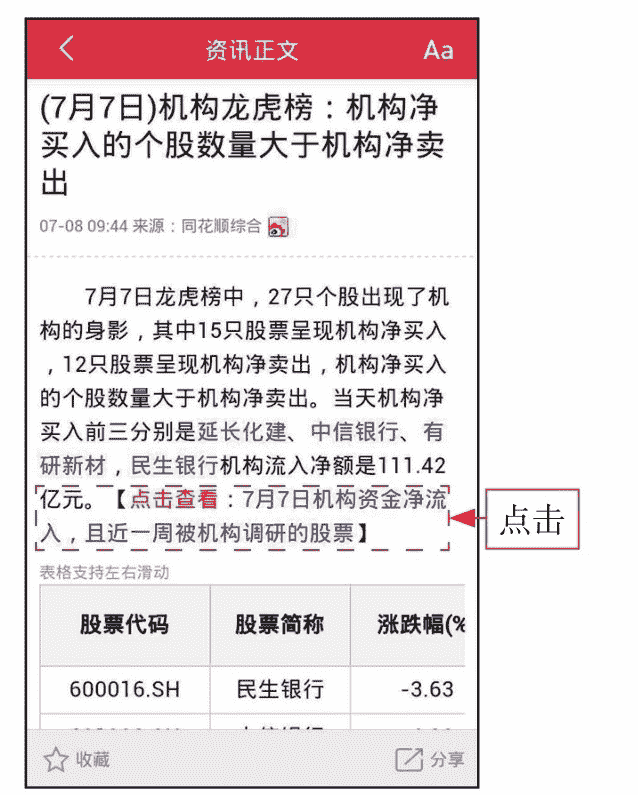 资讯正文 Aa
(7月7日)机构龙虎榜：机构净
买入的个股数量大于机构净卖
出
07-08 09:44 来源：同花顺综合
7月7日龙虎榜中，27只个股出现了机
构的身影，其中15只股票呈现机构净买入
，12只股票呈现机构净卖出，机构净买入
的个股数量大于机构净卖出。当天机构净
买入前三分别是延长化建、中信银行、有
研新材，民生银行机构流入净额是111.42
亿元。【点击查看：7月7日机构资金净流
入，且近一周被机构调研的股票】
点击
表格支持左右滑动
股票代码 股票简称 涨跌幅(%
600016.SH 民生银行 -3.63
收藏 分享